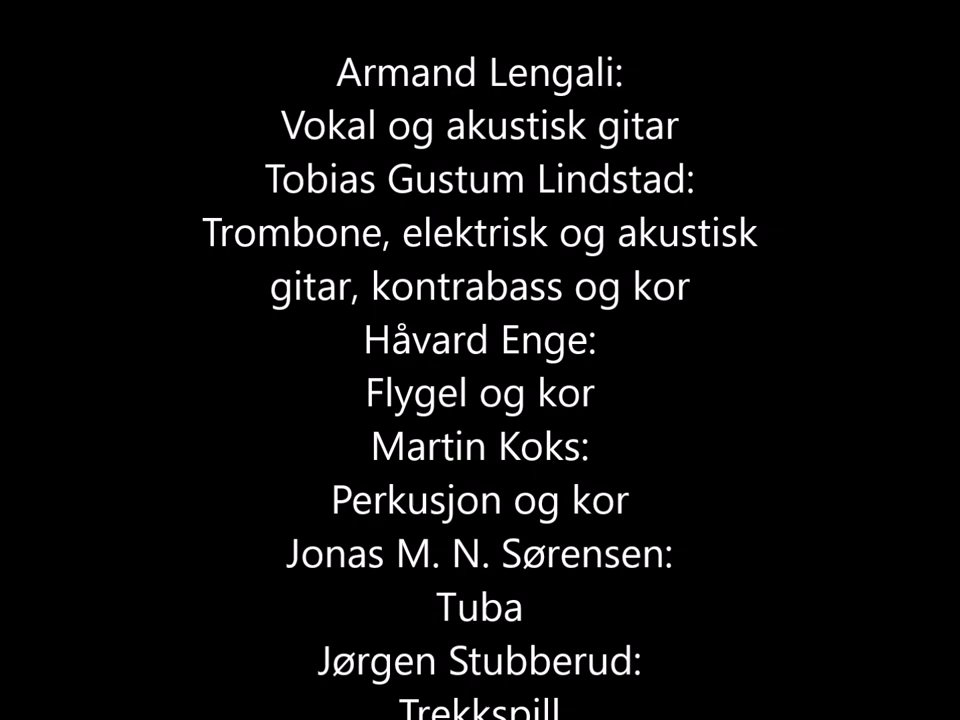 Armand Lengali:
Vokal og akustisk gitar
Tobias Gustum Lindstad:
Trombone, elektrisk og akustisk
gitar, kontrabass og kor
Håvard Enge:
Flygel og kor
Martin Koks:
Perkusjon og kor
Jonas M. N. Sørensen:
Tuba
Jørgen Stubberud:
Trekkspill